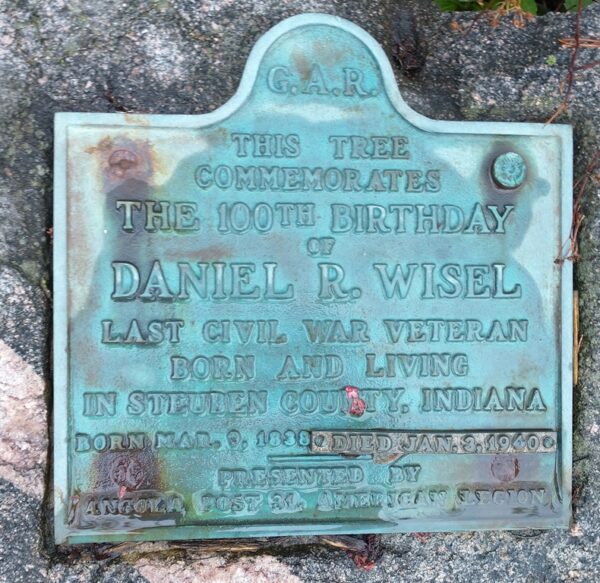 G.A.R.
THIS TREE
COMMEMORATES
THE 100TH BIRTHDAY
OF
DANIEL R. WISEL
LAST CIVIL WAR VETERAN
BORN AND LIVING
IN STEUBEN COUNTY, INDIANA
BORN MAR. 9, 1838 DIED JAN. 3, 1940
PRESENTED BY
ANGOLA POST 31, AMERICAN LEGION